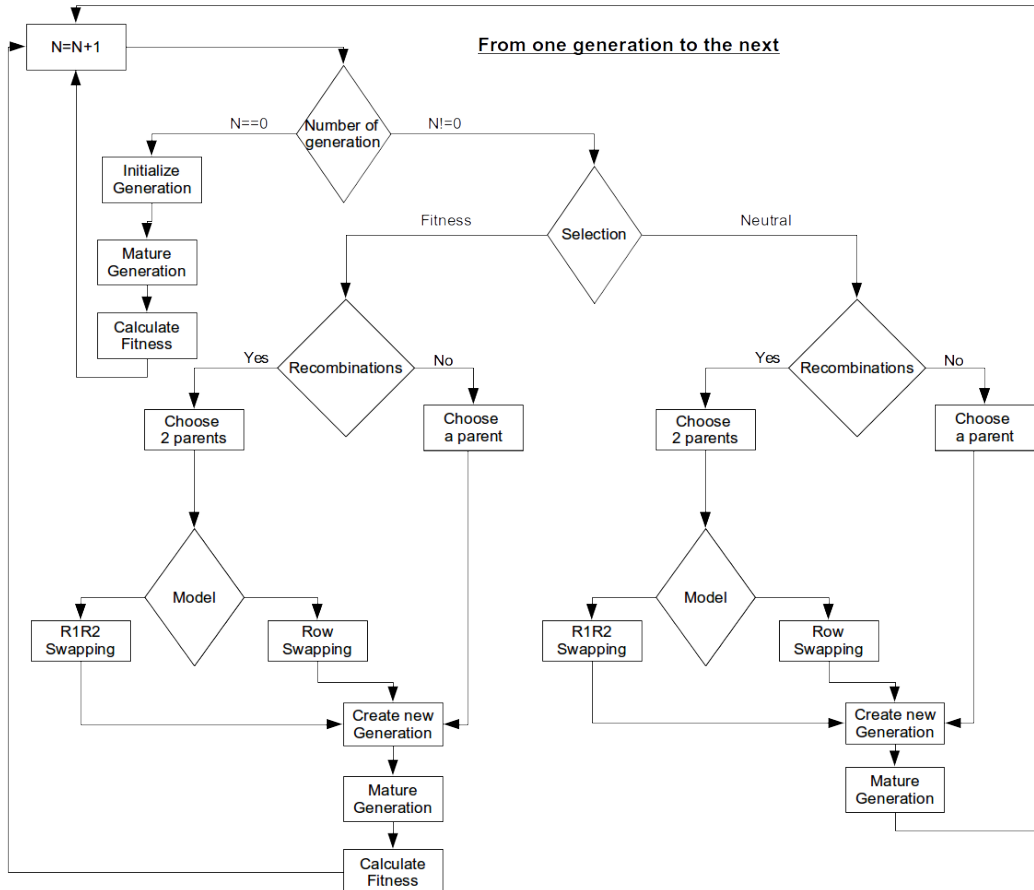 N=N+1
From one generation to the next
N==0
Number of
generation
N!=0
Initialize
Generation
Fitness
Selection
Neutral
Mature
Generation
Calculate
Fitness
Yes
Recombinations
No
Yes
Recombinations
No
Choose
2 parents
Choose
a parent
Choose
2 parents
Choose
a parent
Model
R1R2
Swapping
Row
Swapping
Model
R1R2
Swapping
Row
Swapping
Create new
Generation
Create new
Generation
Mature
Generation
Mature
Generation
Calculate
Fitness